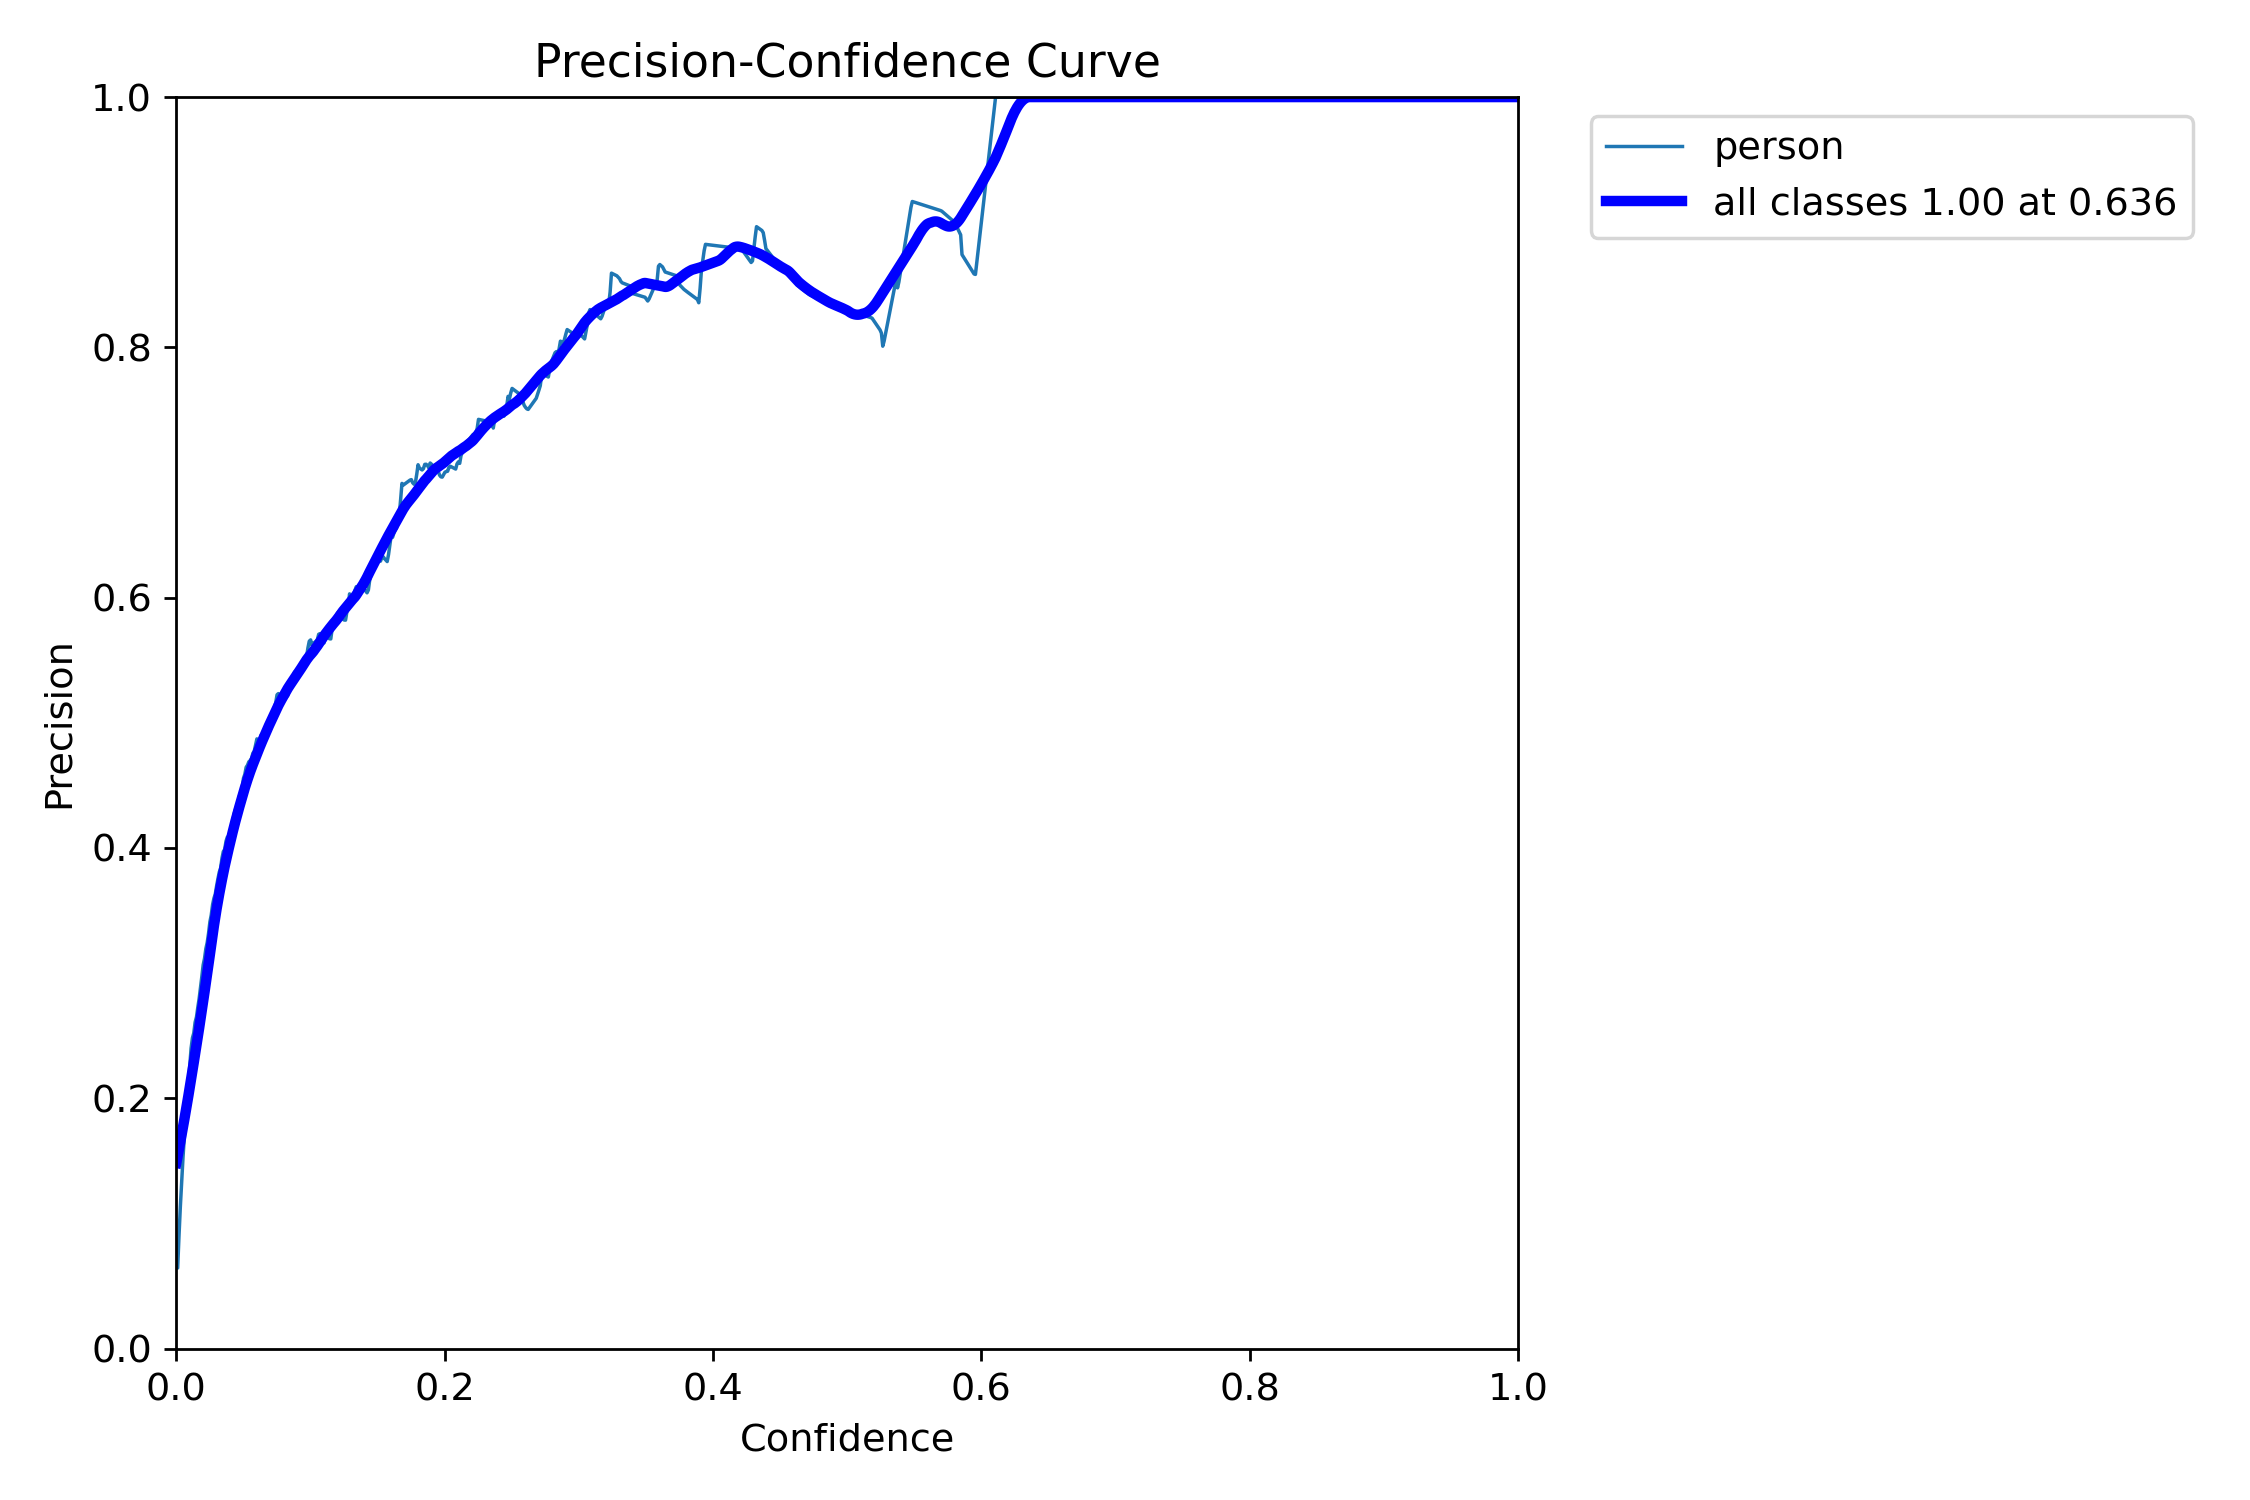 Precision-Confidence Curve
1.0
0.8
0.6
0.4
0.2
0.0
Precision
0.0 0.2 0.4 0.6 0.8 1.0
Confidence
person
all classes 1.00 at 0.636